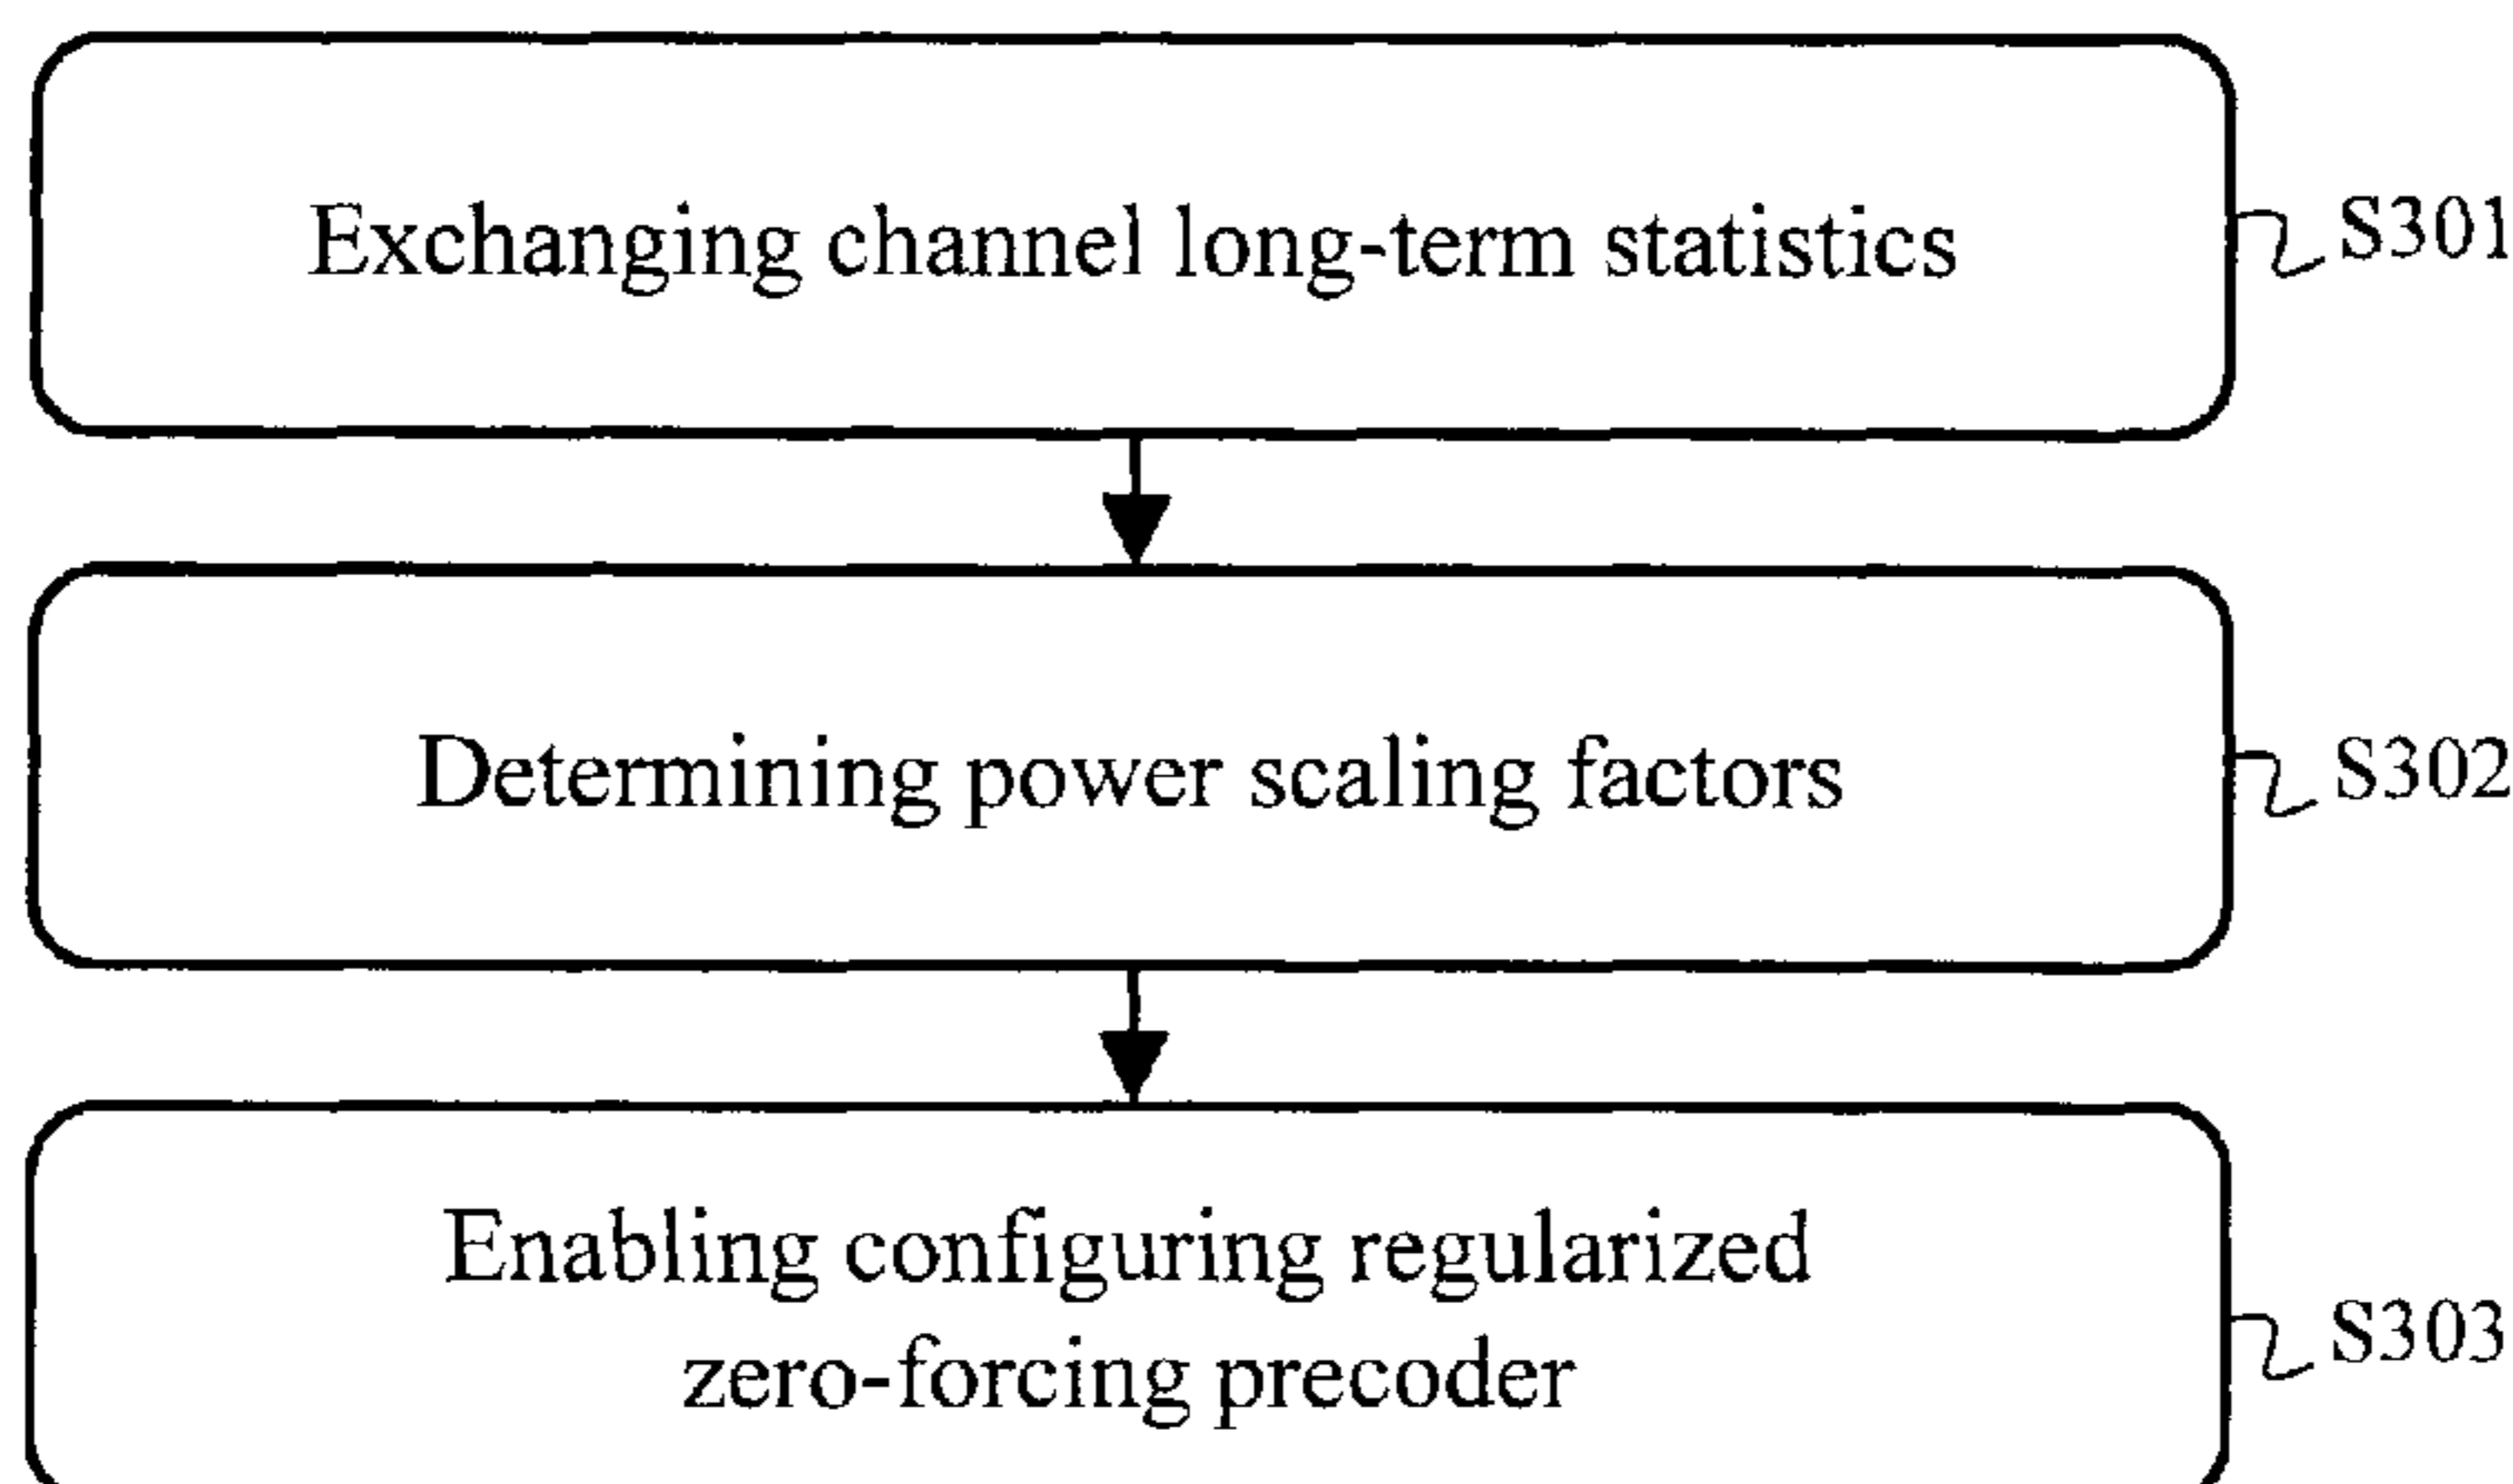 Exchanging channel long-term statistics
S301
Determining power scaling factors
S302
Enabling configuring regularized
zero-forcing precoder
S303